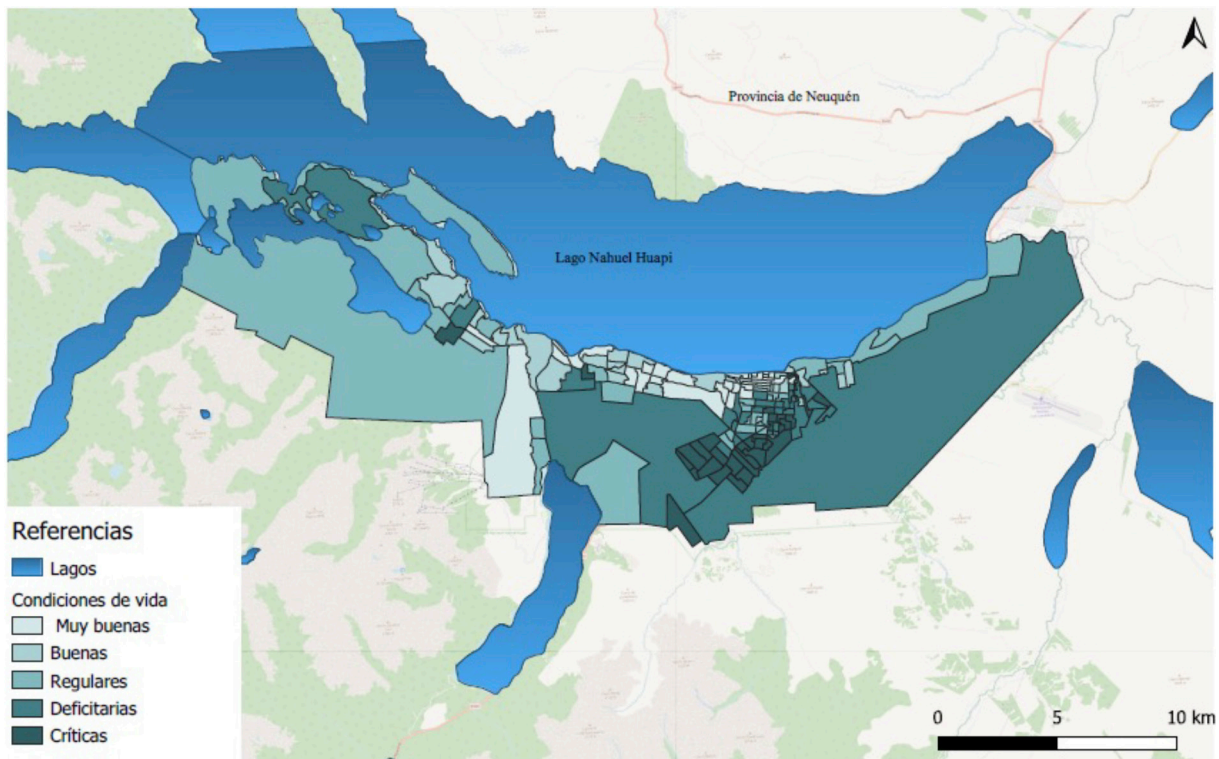 Provincia de Neuquén
Lago Nahuel Huapi
Referencias
Lagos
Condiciones de vida
Muy buenas
Buenas
Regulares
Deficitarias
Críticas
0 5 10 km